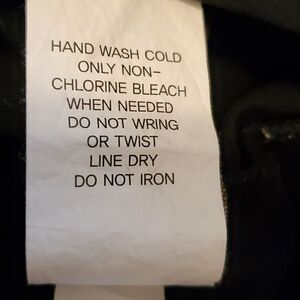 HAND WASH COLD
ONLY NON-
CHLORINE BLEACH
WHEN NEEDED
DO NOT WRING
OR TWIST
LINE DRY
DO NOT IRON